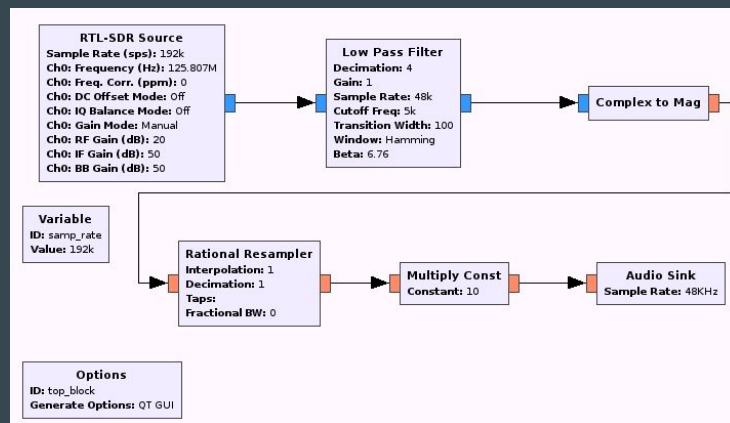 RTL-SDR Source
Sample Rate (sps): 192k
Ch0: Frequency (Hz): 125.807M
Ch0: Freq. Corr. (ppm): 0
Ch0: DC Offset Mode: Off
Ch0: IQ Balance Mode: Off
Ch0: Gain Mode: Manual
Ch0: RF Gain (dB): 20
Ch0: IF Gain (dB): 50
Ch0: BB Gain (dB): 50
Low Pass Filter
Decimation: 4
Gain: 1
Sample Rate: 48k
Cutoff Freq: 5k
Transition Width: 100
Window: Hamming
Beta: 6.76
Complex to Mag
Variable
ID: samp_rate
Value: 192k
Rational Resampler
Interpolation: 1
Decimation: 1
Taps:
Fractional BW: 0
Multiply Const
Constant: 10
Audio Sink
Sample Rate: 48KHz
Options
ID: top_block
Generate Options: QT GUI